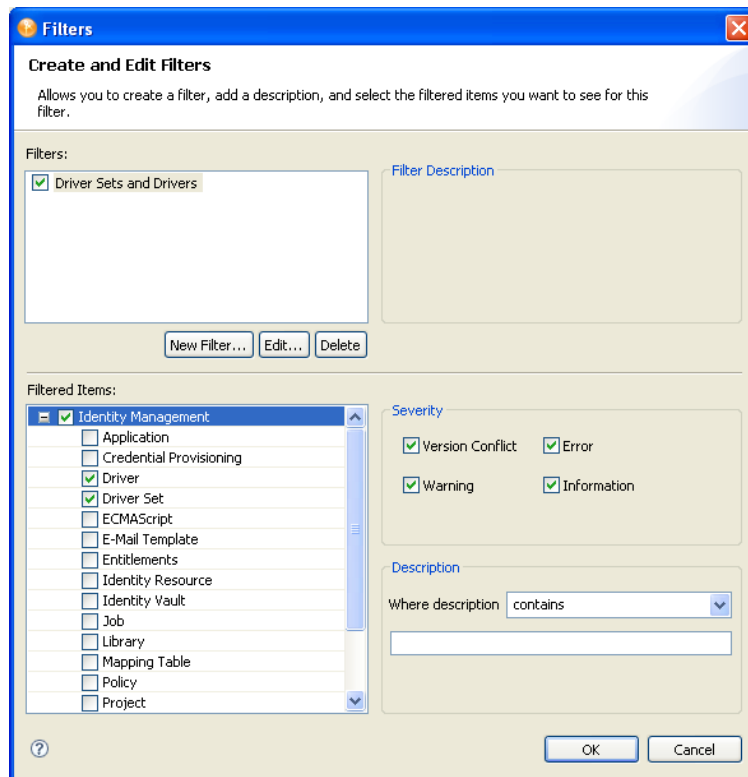 Filters
Create and Edit Filters
Allows you to create a filter, add a description, and select the filtered items you want to see for this
filter.
Filters:
Driver Sets and Drivers
Filter Description
New Filter... Edit... Delete
Filtered Items:
Identity Management
Application
Credential Provisioning
Driver
Driver Set
ECMAScript
E-Mail Template
Entitlements
Identity Resource
Identity Vault
Job
Library
Mapping Table
Policy
Project
Severity
Version Conflict Error
Warning Information
Description
Where description contains
? OK Cancel